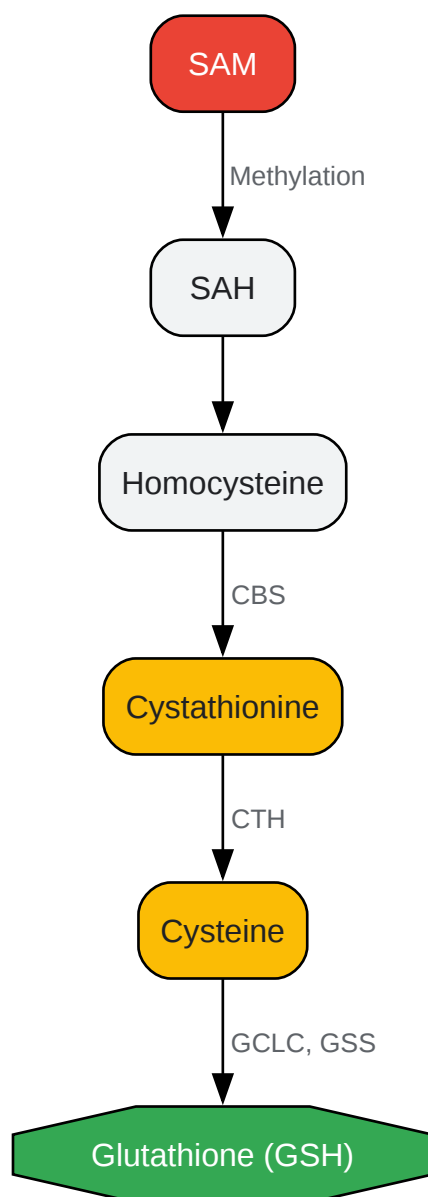 SAM
Methylation
SAH
Homocysteine
CBS
Cystathionine
CTH
Cysteine
GCLC, GSS
Glutathione (GSH)